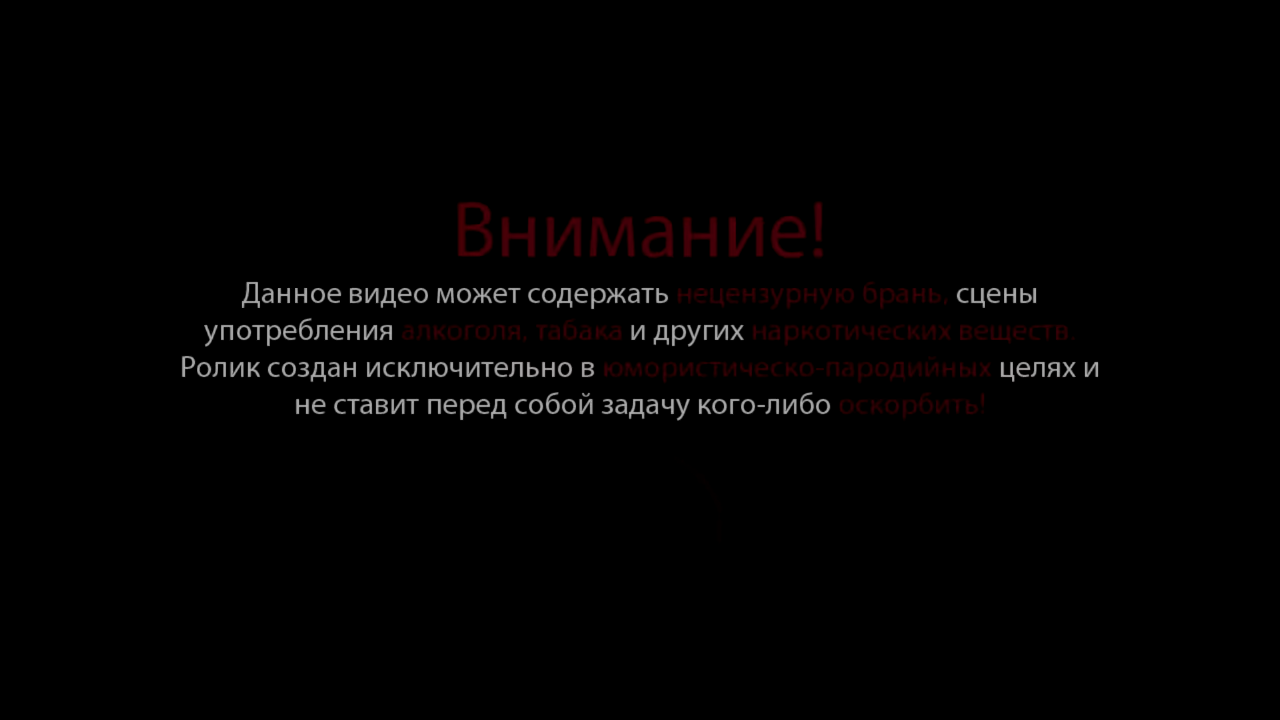 Внимание!
Данное видео может содержать нецензурную брань, сцены
употребления алкоголя, табака и других наркотических веществ.
Ролик создан исключительно в юмористическо-пародийных целях и
не ставит перед собой задачу кого-либо оскорбить!